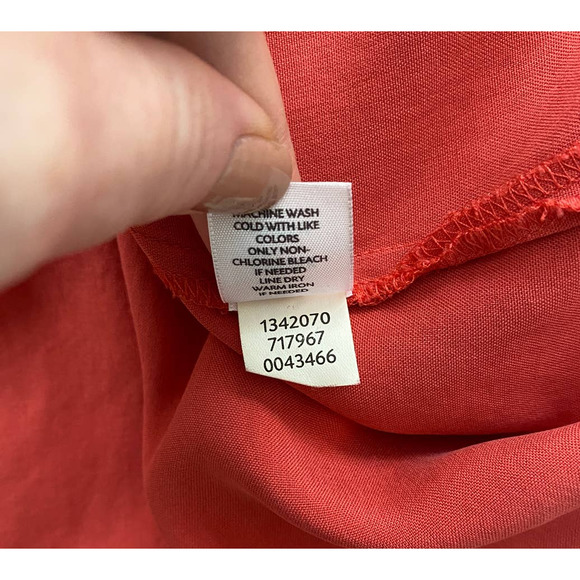 MACHINE WASH
COLD WITH LIKE
COLORS
ONLY NON-
CHLORINE BLEACH
IF NEEDED
LINE DRY
WARM IRON
IF NEEDED
1342070
717967
0043466